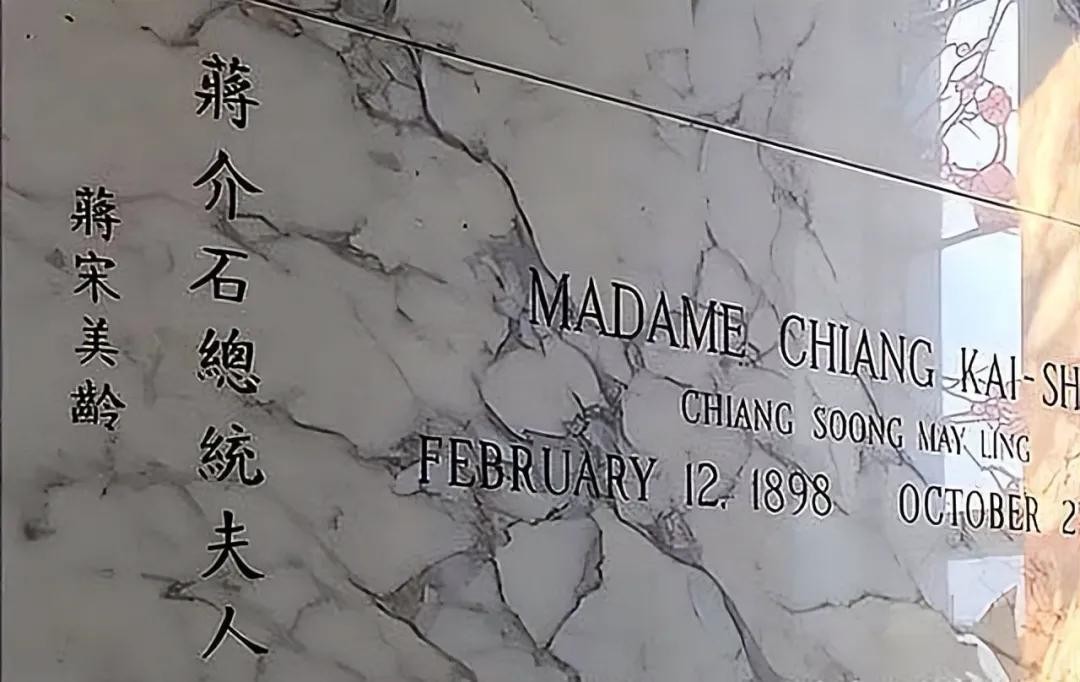 蔣介石總統夫人
蔣宋美齡
MADAME CHIANG KAI-SH
CHIANG SOONG MAY LING
FEBRUARY 12, 1898 OCTOBER 2